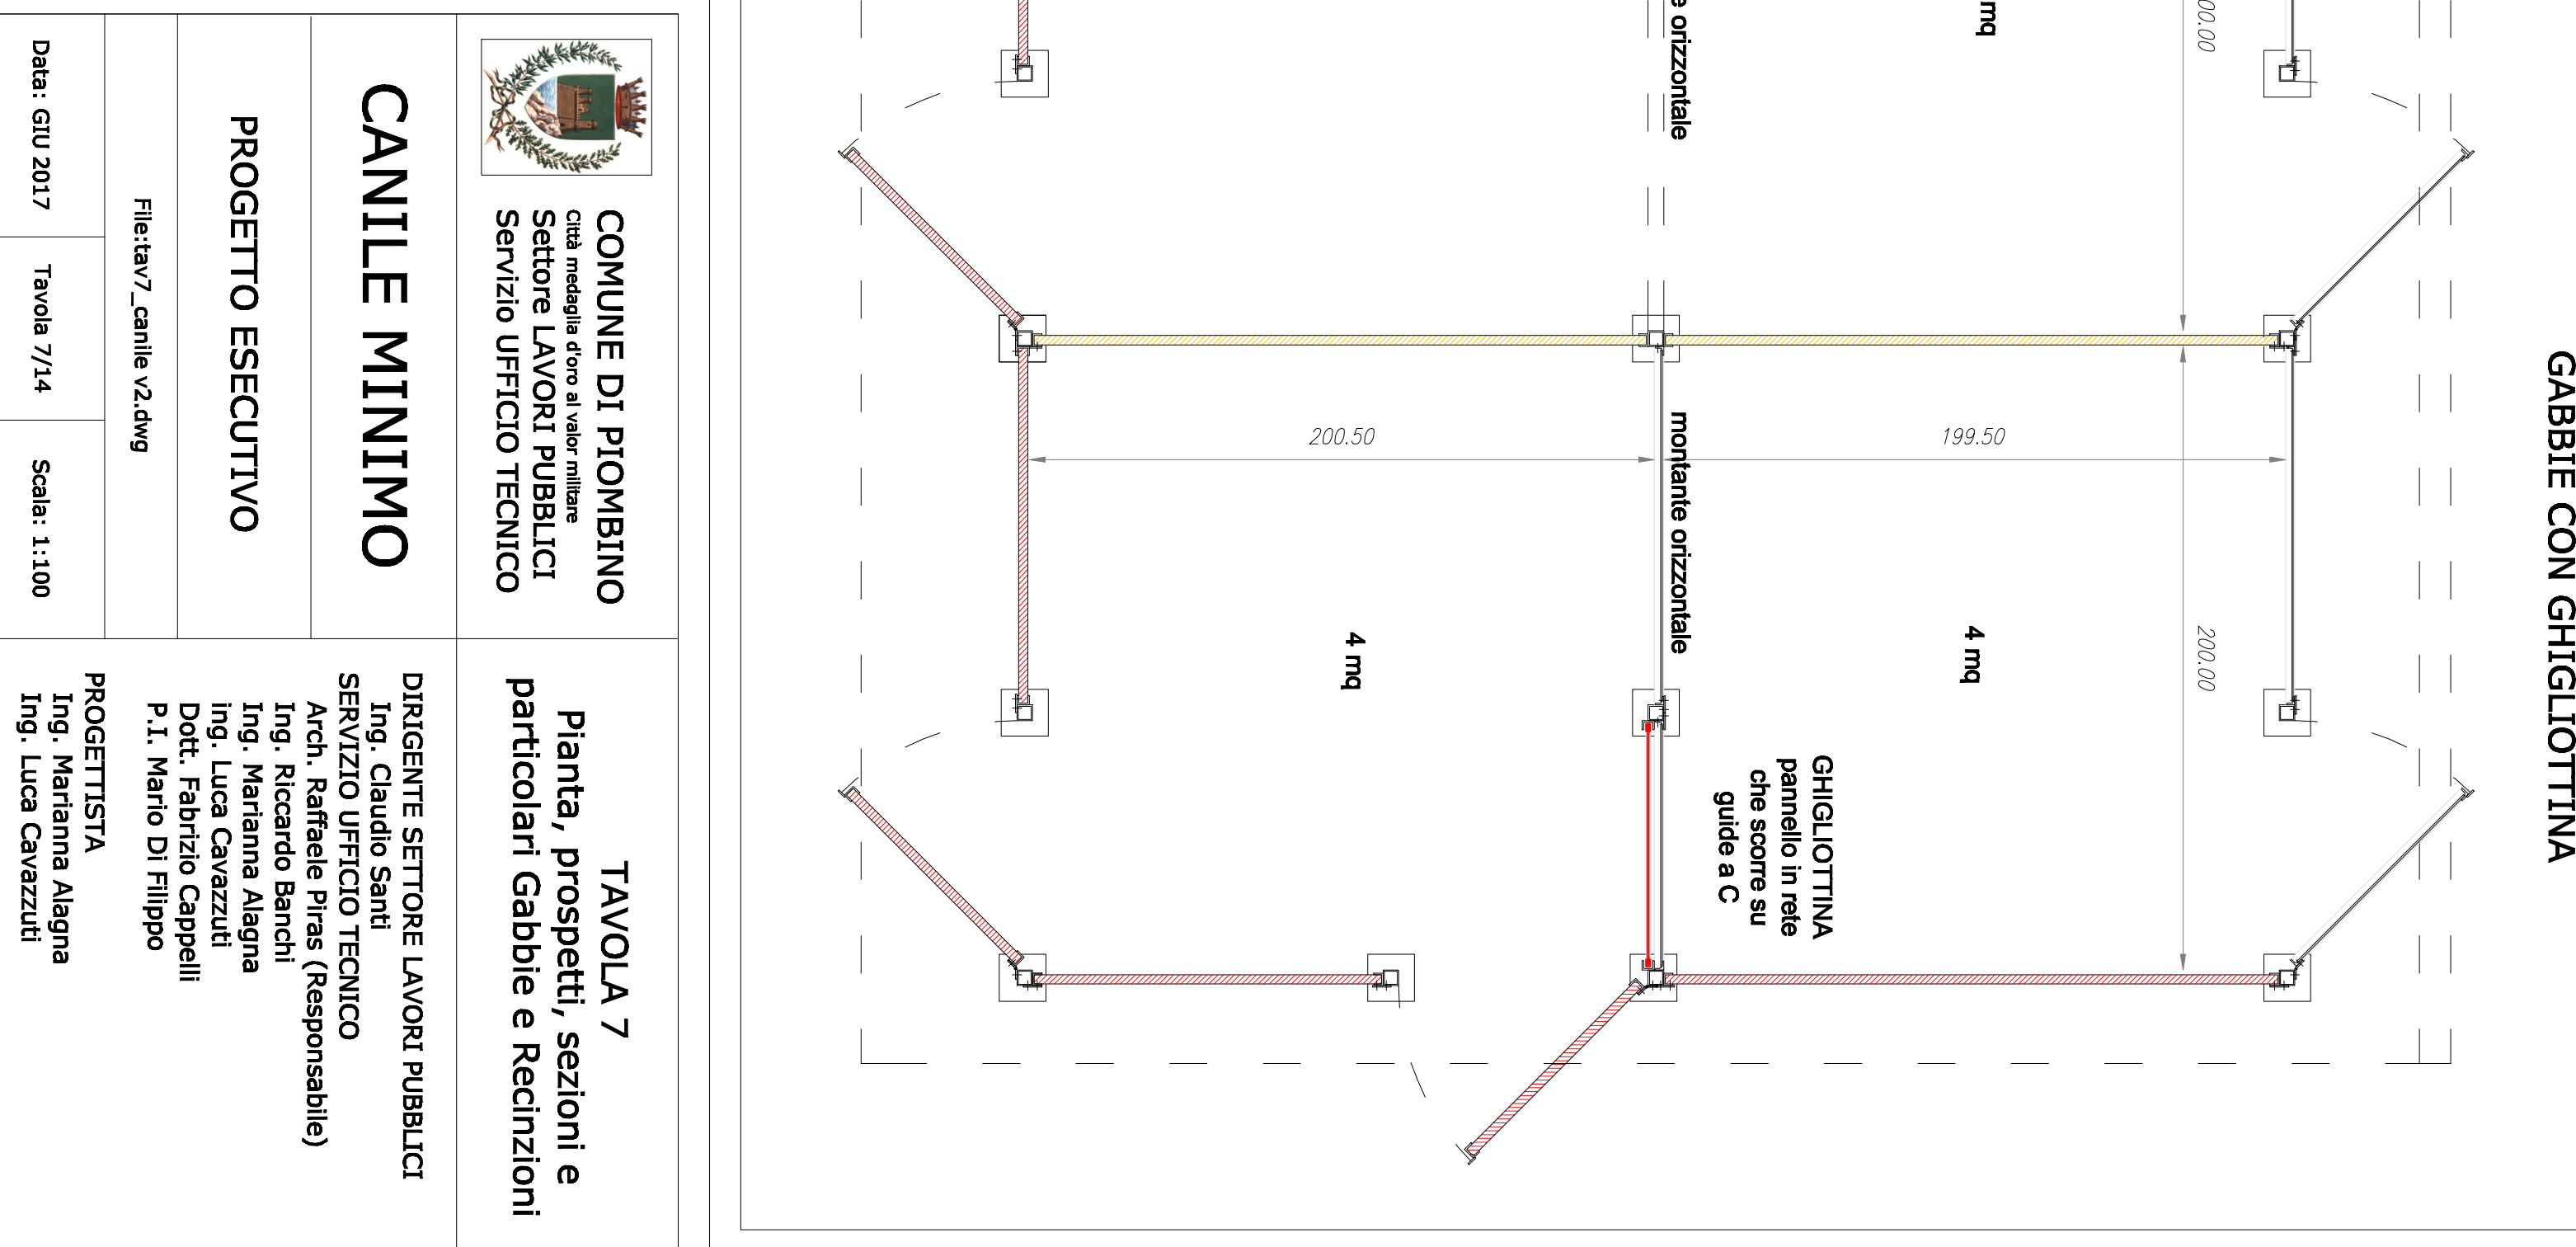 GABBIE CON GHIGLIOTTINA
mq
00.00
e orizzontale
200.50
199.50
montante orizzontale
4 mq
4 mq
200.00
GHIGLIOTTINA
pannello in rete
che scorre su
guide a C
COMUNE DI PIOMBINO
Città medaglia d'oro al valor militare
Settore LAVORI PUBBLICI
Servizio UFFICIO TECNICO
TAVOLA 7
Pianta, prospetti, sezioni e
particolari Gabbie e Recinzioni
CANILE MINIMO
PROGETTO ESECUTIVO
File:tav7_canile v2.dwg
Data: GIU 2017
Tavola 7/14
Scala: 1:100
DIRIGENTE SETTORE LAVORI PUBBLICI
Ing. Claudio Santi
SERVIZIO UFFICIO TECNICO
Arch. Raffaele Piras (Responsabile)
Ing. Riccardo Banchi
Ing. Marianna Alagna
ing. Luca Cavazzuti
Dott. Fabrizio Cappelli
P.I. Mario Di Filippo
PROGETTISTA
Ing. Marianna Alagna
Ing. Luca Cavazzuti